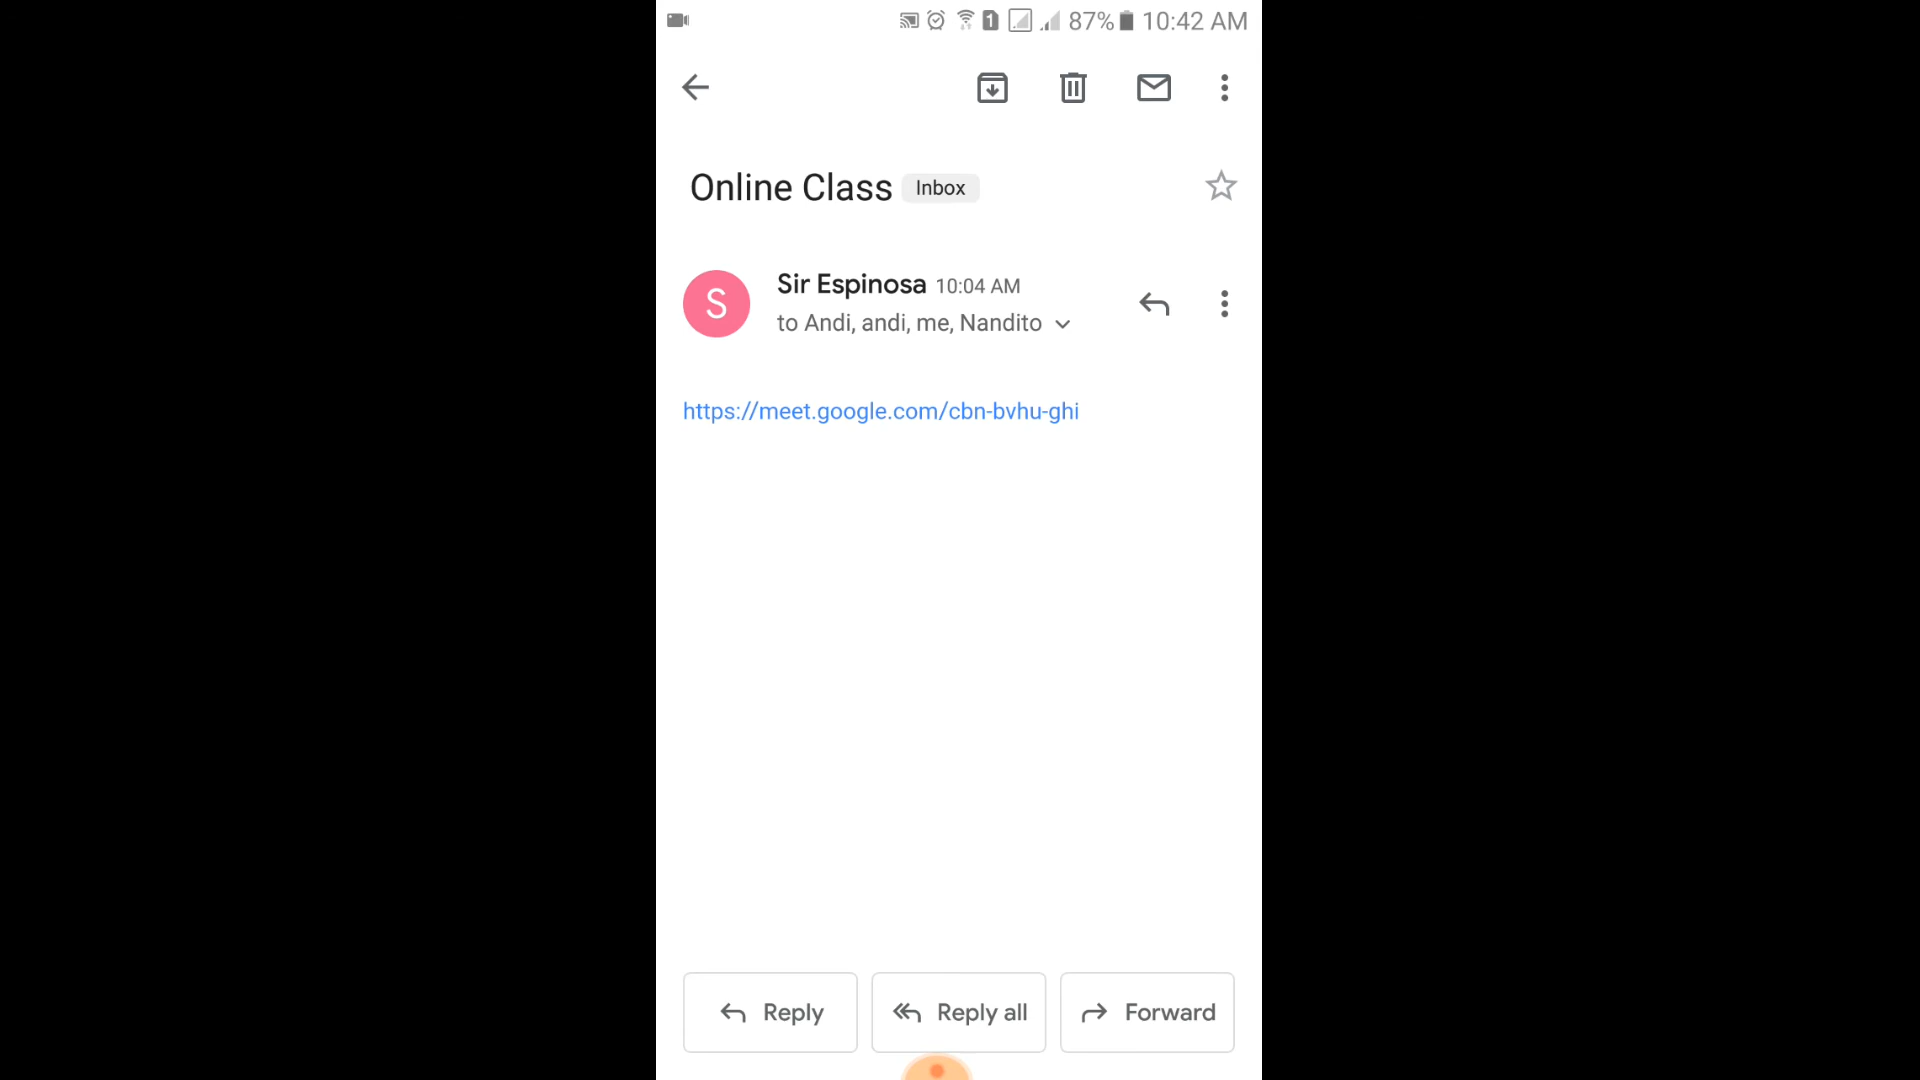 1 87% 10:42 AM
Online Class Inbox
S
Sir Espinosa 10:04 AM
to Andi, andi, me, Nandito
https://meet.google.com/cbn-bvhu-ghi
Reply Reply all Forward